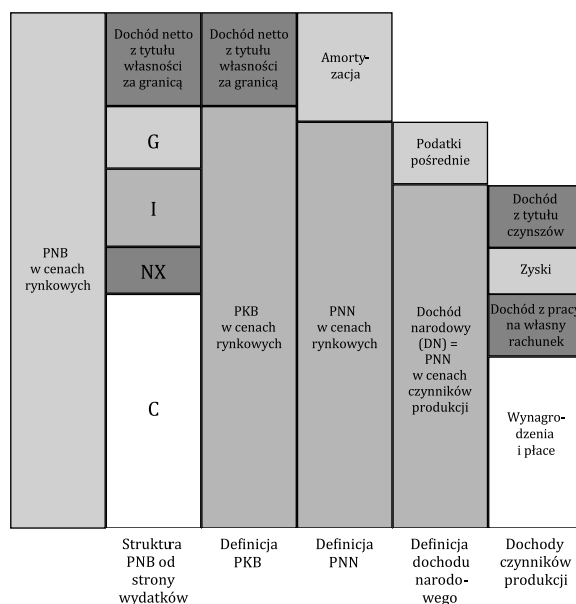 PNB
w cenach
rynkowych
Dochód netto
z tytułu
własności
za granicą
G
I
NX
C
Dochód netto
z tytułu
własności
za granicą
PKB
w cenach
rynkowych
Amorty-
zacja
PNN
w cenach
rynkowych
Podatki
pośrednie
Dochód
narodowy
(DN) =
PNN
w cenach
czynników
produkcji
Dochód
z tytułu
czynszów
Zyski
Dochód z pracy
na własny
rachunek
Wynagro-
dzenia
i płace
Struktura
PNB od
strony
wydatków
Definicja
PKB
Definicja
PNN
Definicja
dochodu
narodo-
wego
Dochody
czynników
produkcji